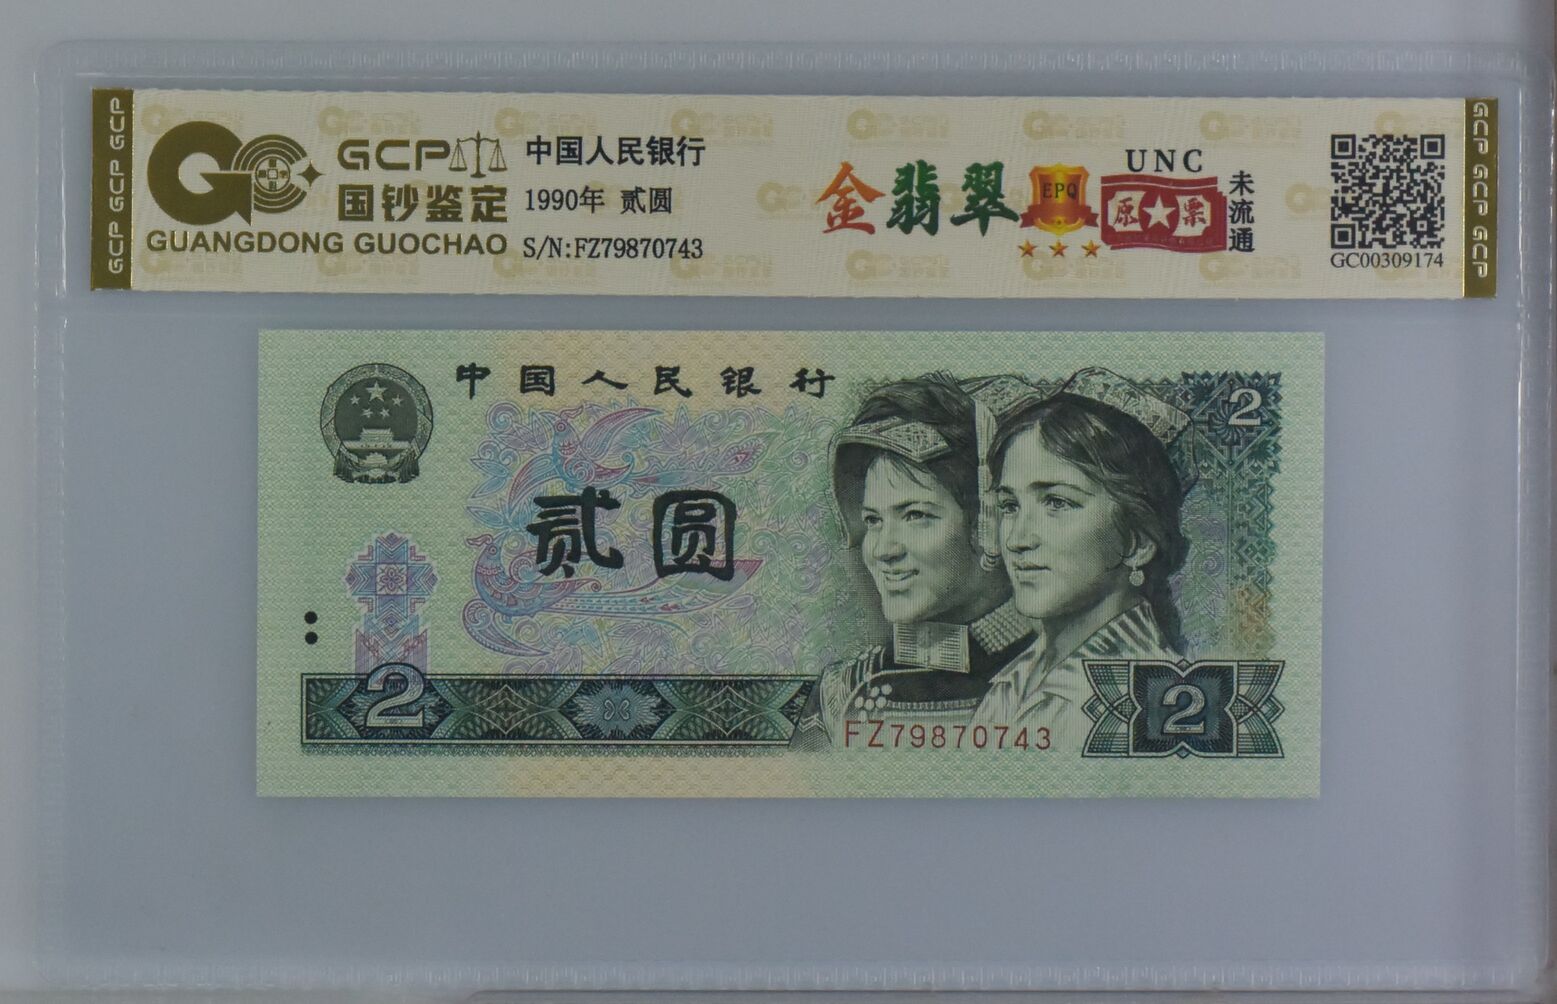 GCP GCP GCP
GCP
国钞鉴定
GUANGDONG GUOCHAO
中国人民银行
1990年 贰圆
S/N:FZ79870743
金翡翠
EPQ
UNC
原★票
未流通
GC00309174
GCP GCP GCP
中国人民银行
2
贰圆
2
FZ79870743
2